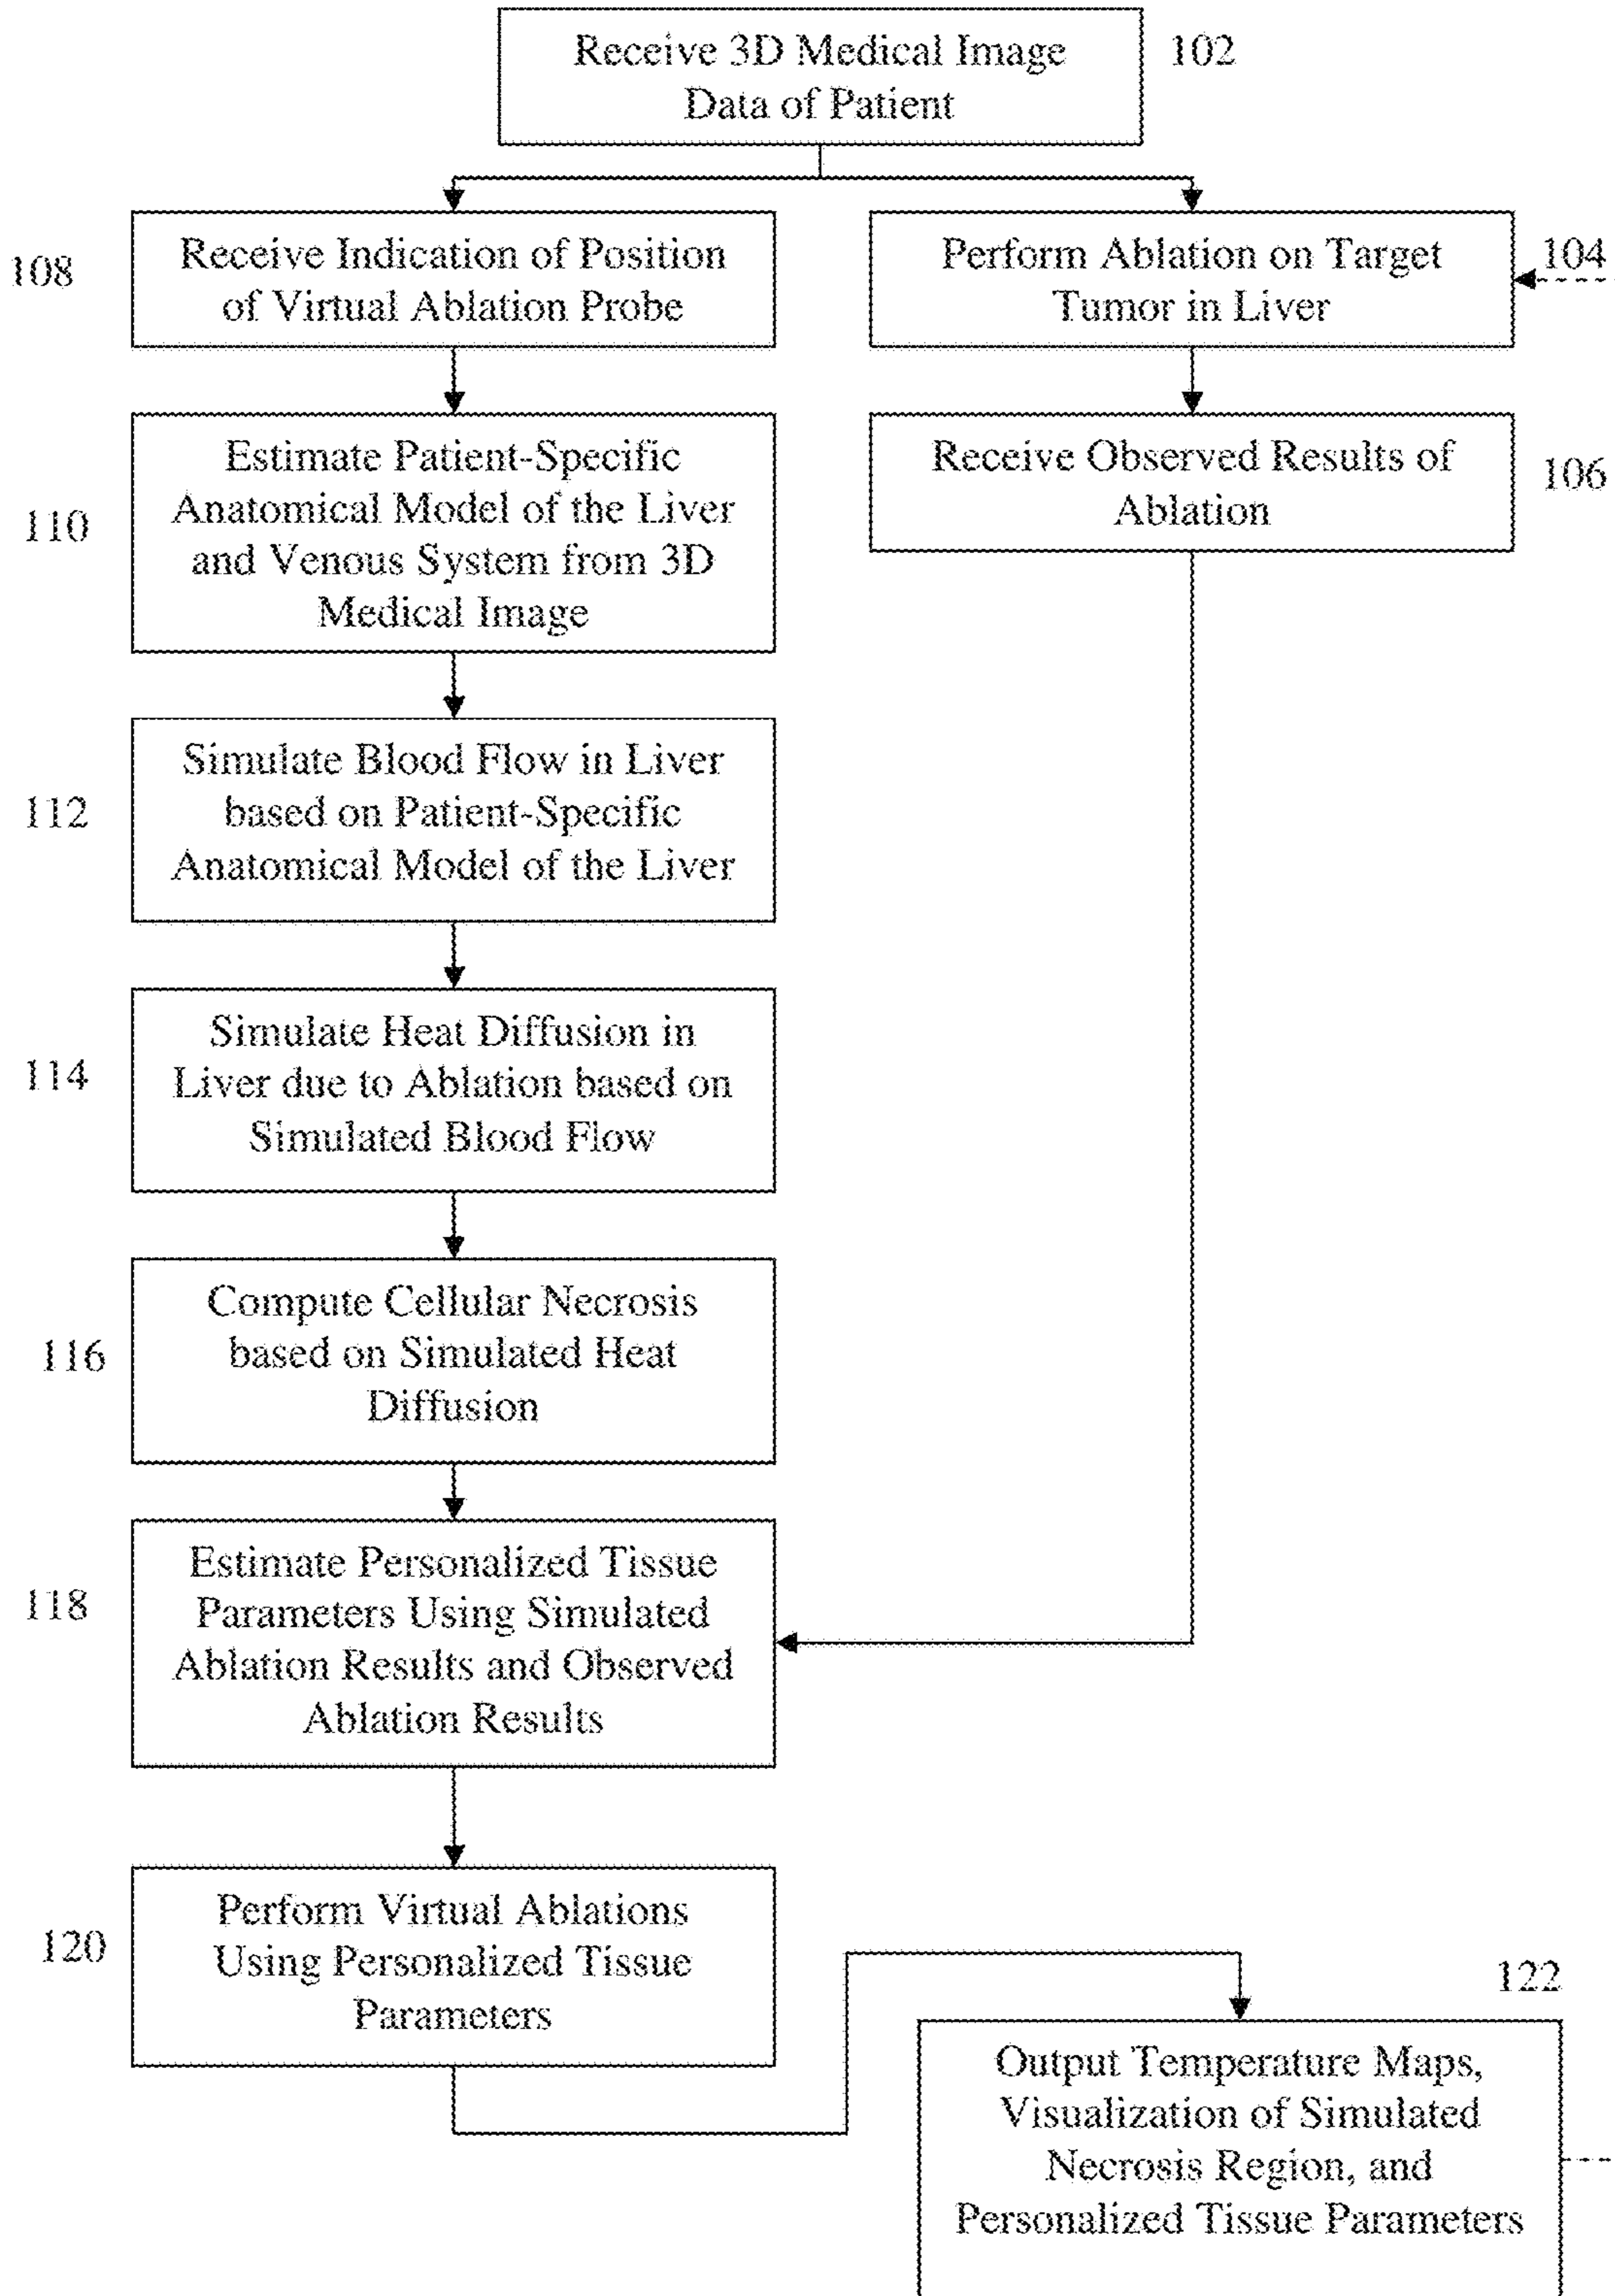 Receive 3D Medical Image
Data of Patient
102
108
Receive Indication of Position
of Virtual Ablation Probe
Perform Ablation on Target
Tumor in Liver
104
110
Estimate Patient-Specific
Anatomical Model of the Liver
and Venous System from 3D
Medical Image
Receive Observed Results of
Ablation
106
112
Simulate Blood Flow in Liver
based on Patient-Specific
Anatomical Model of the Liver
114
Simulate Heat Diffusion in
Liver due to Ablation based on
Simulated Blood Flow
116
Compute Cellular Necrosis
based on Simulated Heat
Diffusion
118
Estimate Personalized Tissue
Parameters Using Simulated
Ablation Results and Observed
Ablation Results
120
Perform Virtual Ablations
Using Personalized Tissue
Parameters
122
Output Temperature Maps,
Visualization of Simulated
Necrosis Region, and
Personalized Tissue Parameters